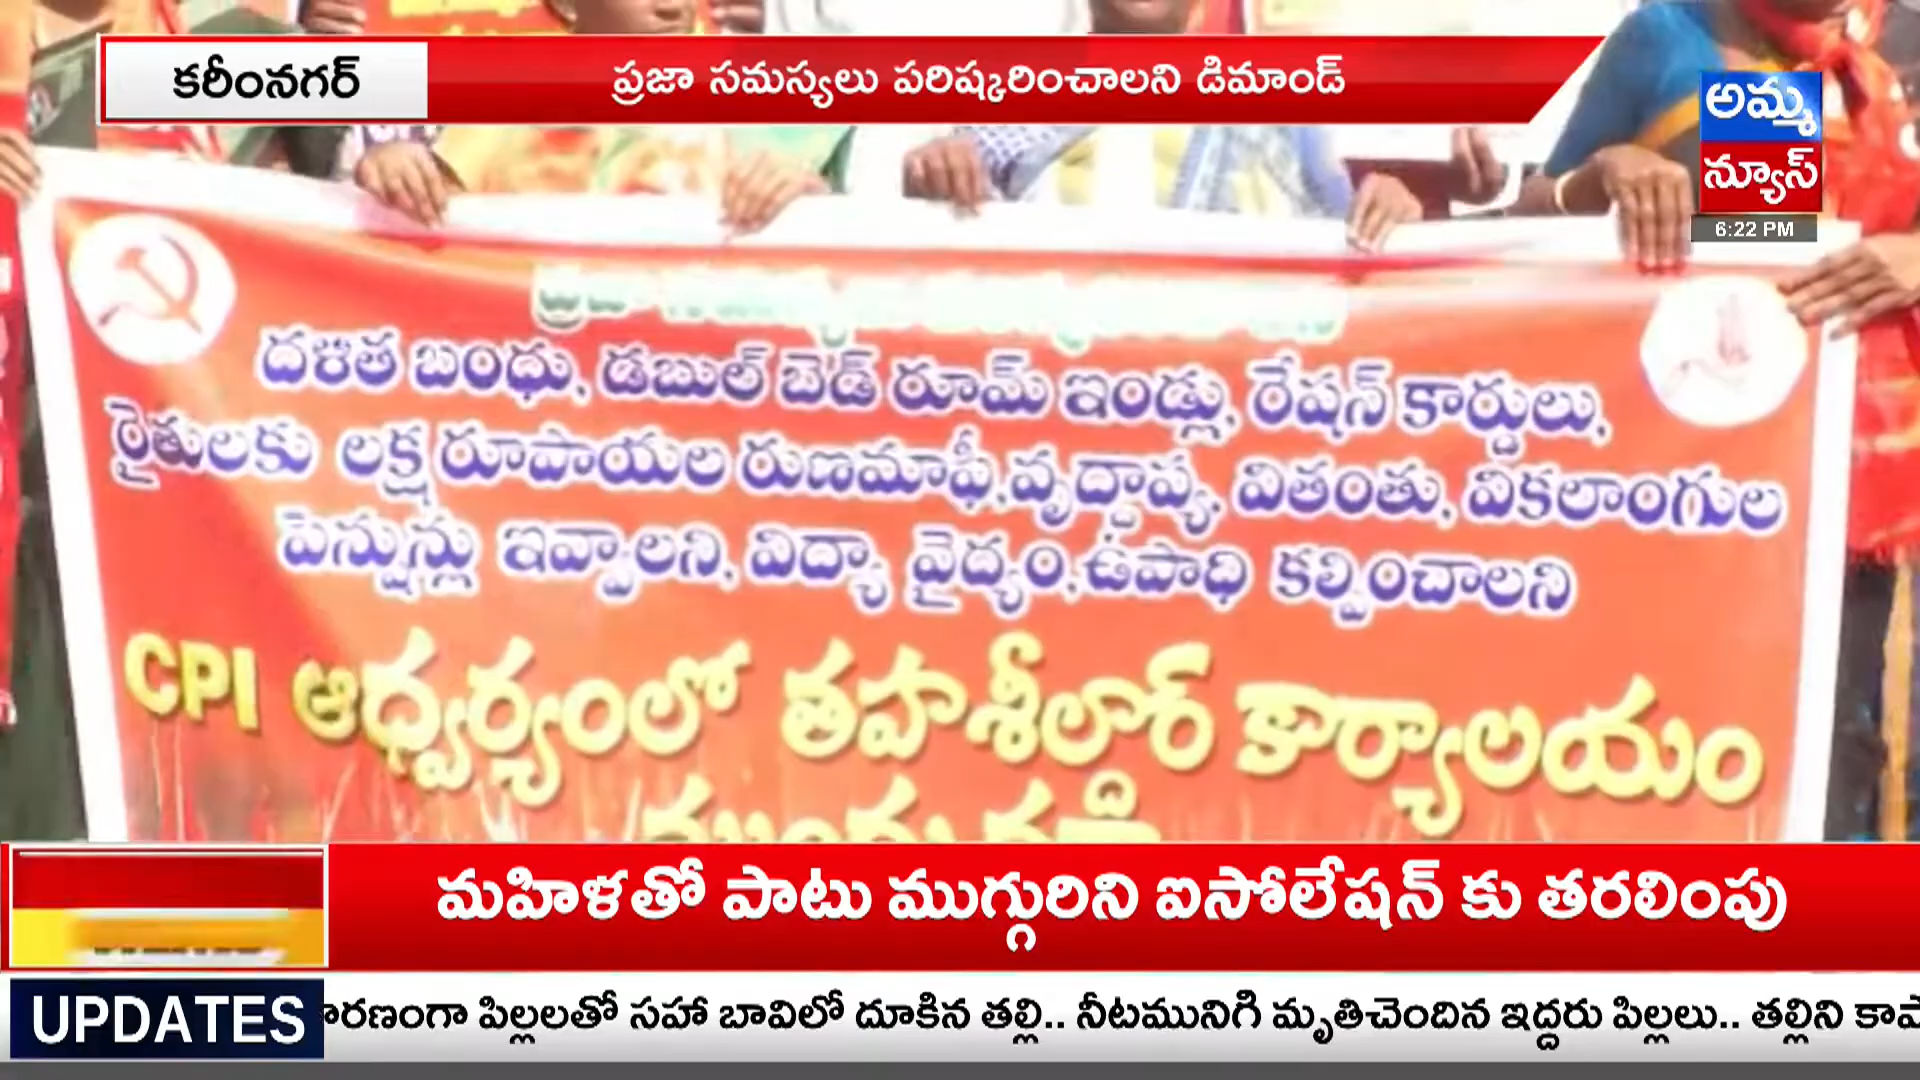 కరీంనగర్
ప్రజా సమస్యలు పరిష్కరించాలని డిమాండ్
అమ్మ
న్యూస్
6:22 PM
దళిత బంధు, డబుల్ బెడ్ రూమ్ ఇండ్లు, రేషన్ కార్డులు,
రైతులకు లక్ష రూపాయల రుణమాఫీ,వృద్దాప్య, వితంతు, వికలాంగుల
పెన్షున్లు ఇవ్వాలని, విద్యా వైద్యం,ఉపాధి కల్పించాలని
CPI ఆధ్వర్యంలో తహశీల్దార్ కార్యాలయం
మహిళతో పాటు ముగ్గురిని ఐసోలేషన్ కు తరలింపు
UPDATES
పిల్లలతో సహా బావిలో దూకిన తల్లి.. నీటమునిగి మృతిచెందిన ఇద్దరు పిల్లలు.. తల్లిని